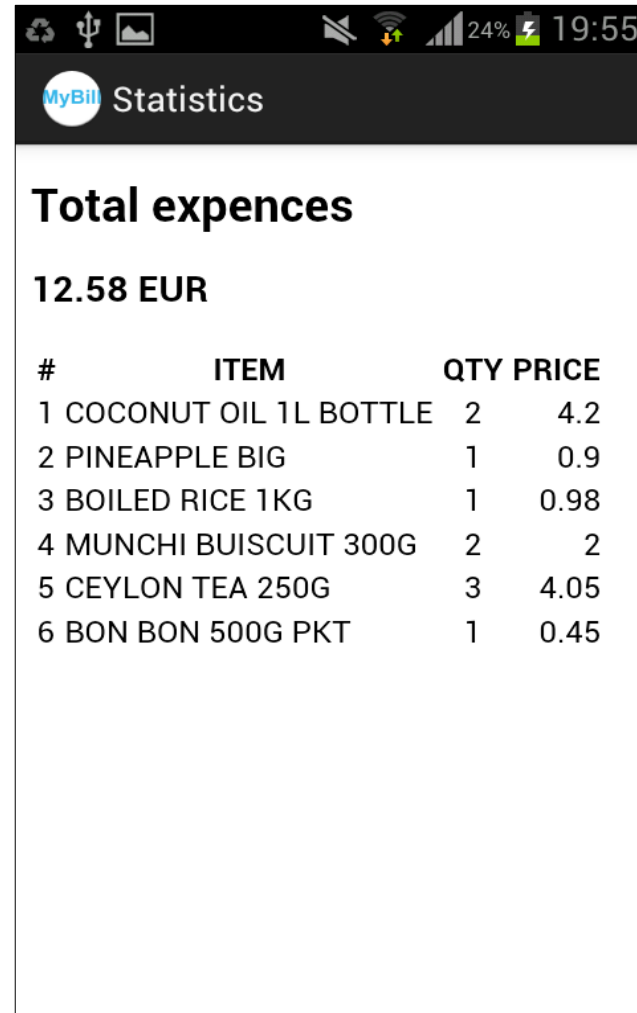 24% 19:55
MyBill Statistics
Total expences
12.58 EUR
# ITEM QTY PRICE
1 COCONUT OIL 1L BOTTLE 2 4.2
2 PINEAPPLE BIG 1 0.9
3 BOILED RICE 1KG 1 0.98
4 MUNCHI BUISCUIT 300G 2 2
5 CEYLON TEA 250G 3 4.05
6 BON BON 500G PKT 1 0.45